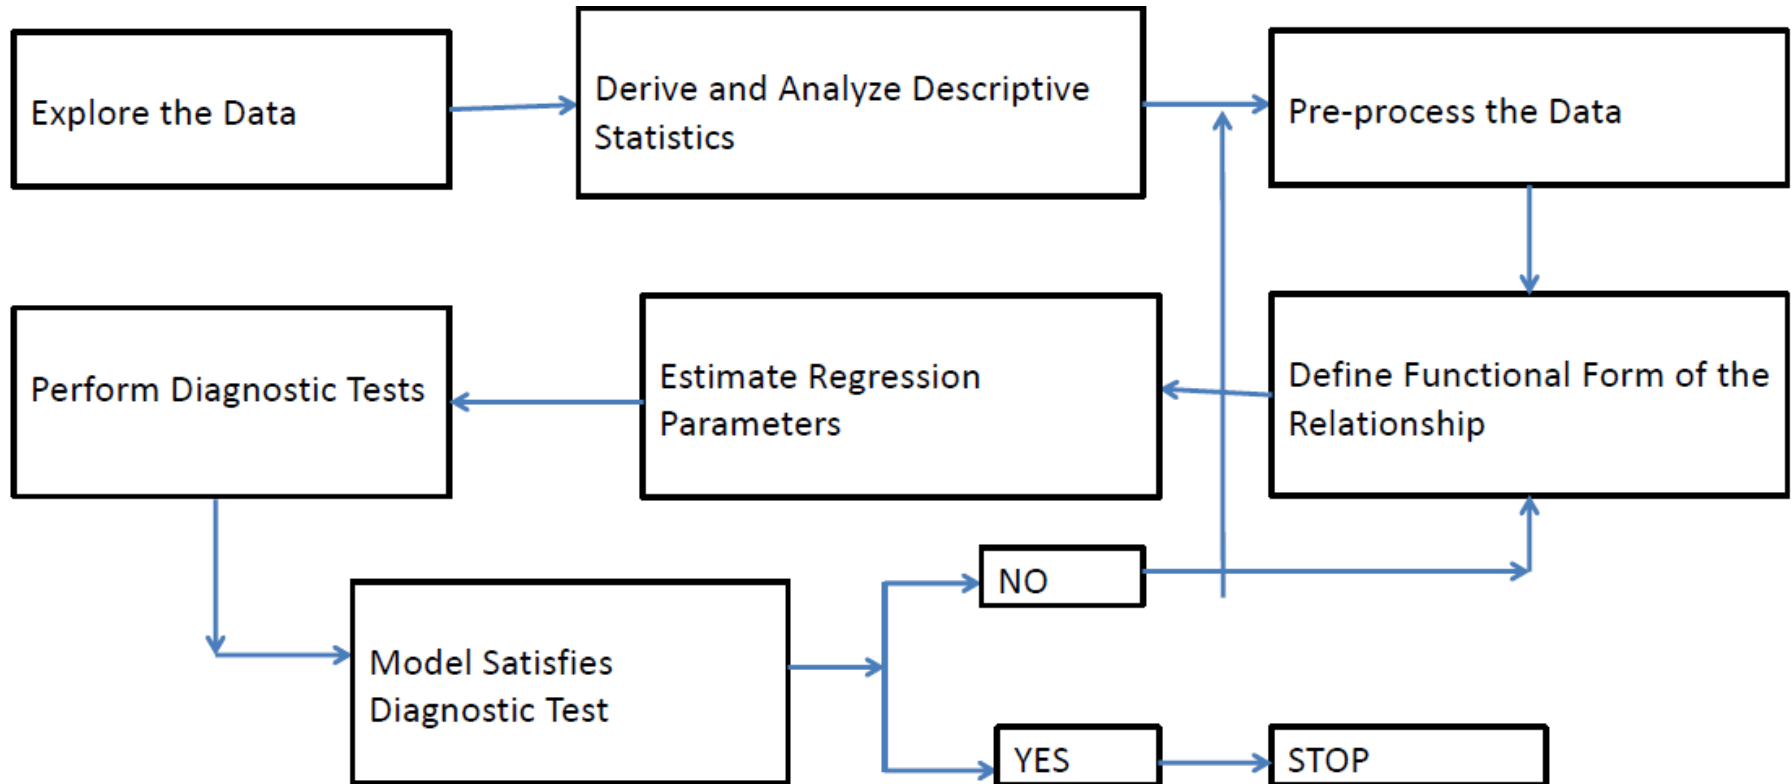 Explore the Data
Derive and Analyze Descriptive
Statistics
Pre-process the Data
Define Functional Form of the
Relationship
Estimate Regression
Parameters
Perform Diagnostic Tests
Model Satisfies
Diagnostic Test
NO
YES
STOP